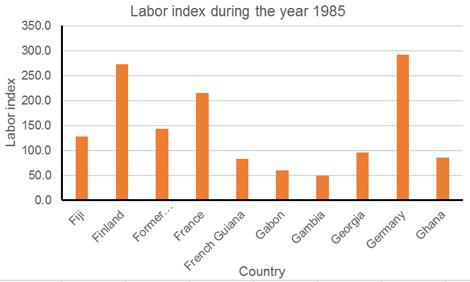 Labor index during the year 1985
Labor index
350.0
300.0
250.0
200.0
150.0
100.0
50.0
0.0
Fiji
Finland
Former...
France
French Guiana
Gabon
Gambia
Georgia
Germany
Ghana
Country